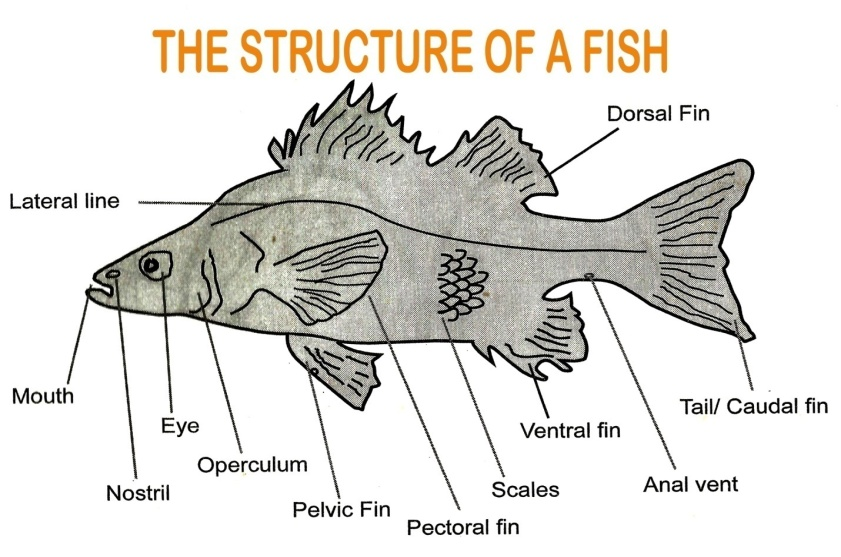 THE STRUCTURE OF A FISH
Dorsal Fin
Lateral line
Mouth
Eye
Operculum
Nostril
Pelvic Fin
Pectoral fin
Scales
Ventral fin
Anal vent
Tail/ Caudal fin